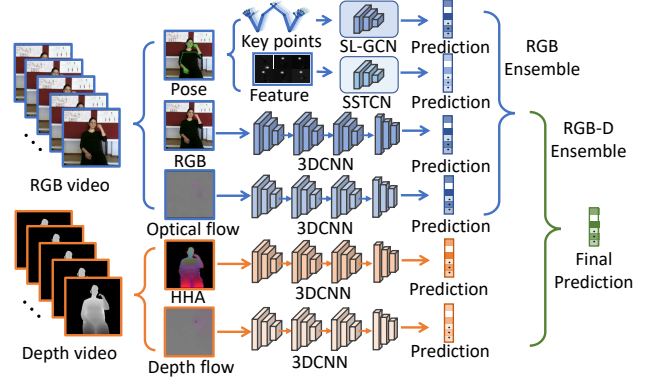 Key points
SL-GCN
Prediction
RGB
Ensemble
Pose
Feature
SSTCN
Prediction
RGB video
RGB
3DCNN
Prediction
RGB-D
Ensemble
Optical flow
3DCNN
Prediction
HHA
3DCNN
Prediction
Final
Prediction
Depth video
Depth flow
3DCNN
Prediction